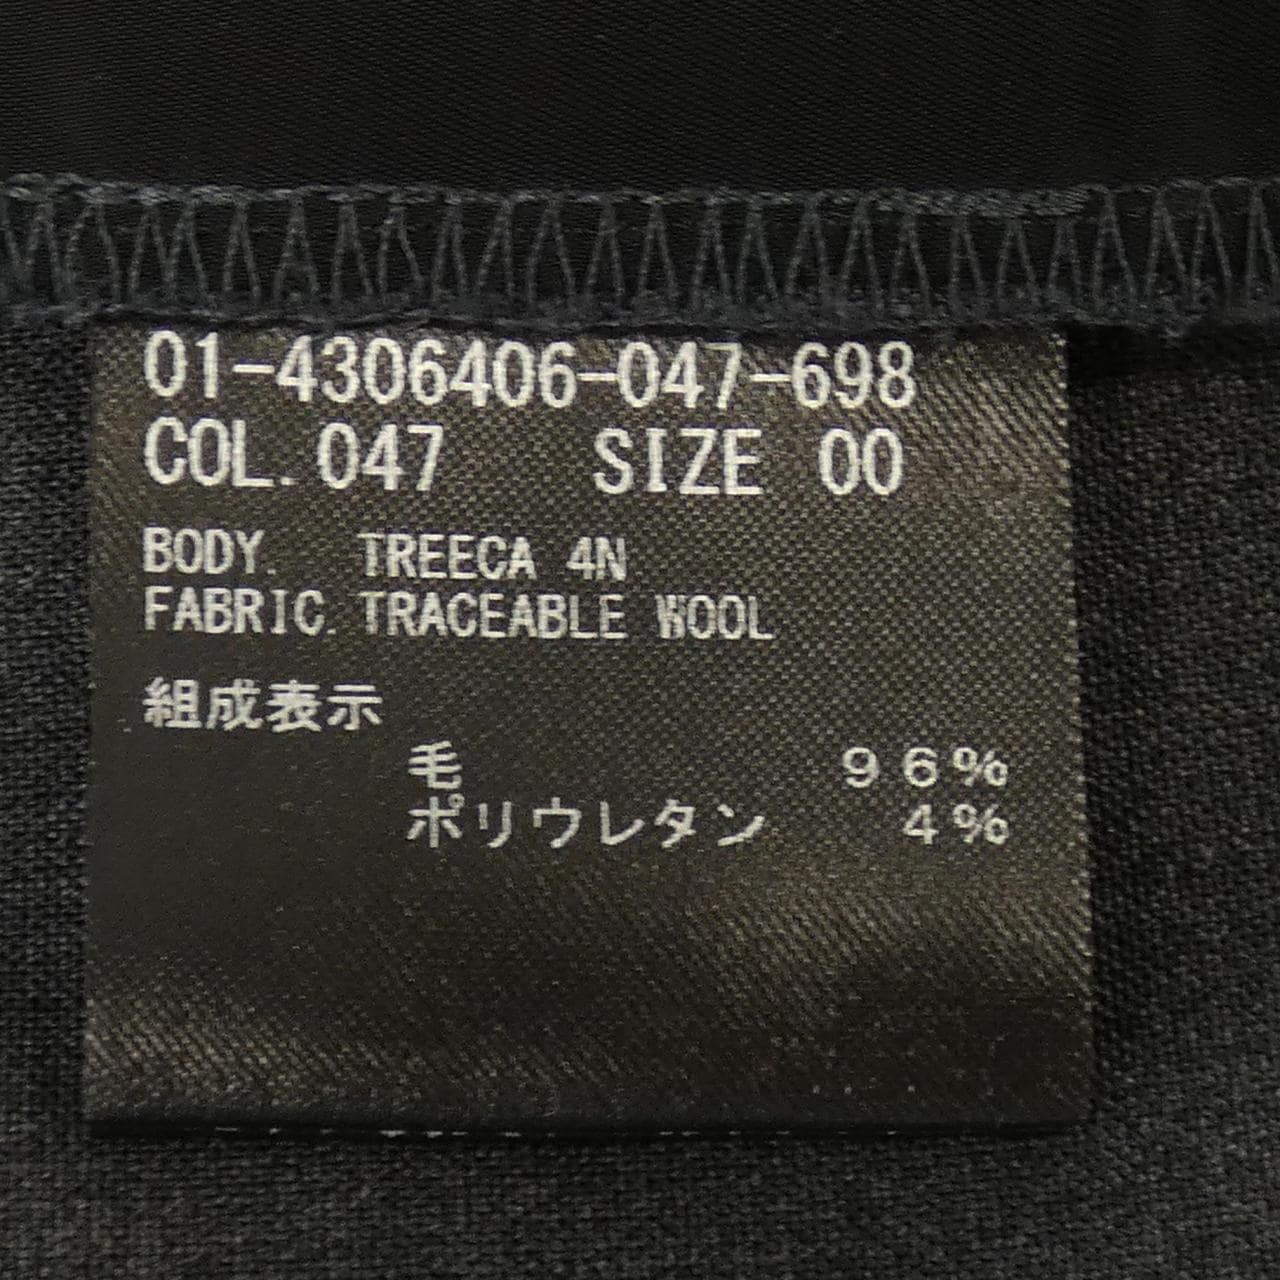 01-4306406-047-698
COL.047 SIZE 00
BODY. TREECA 4N
FABRIC.TRACEABLE WOOL
組成表示
毛 96%
ポリウレタン 4%